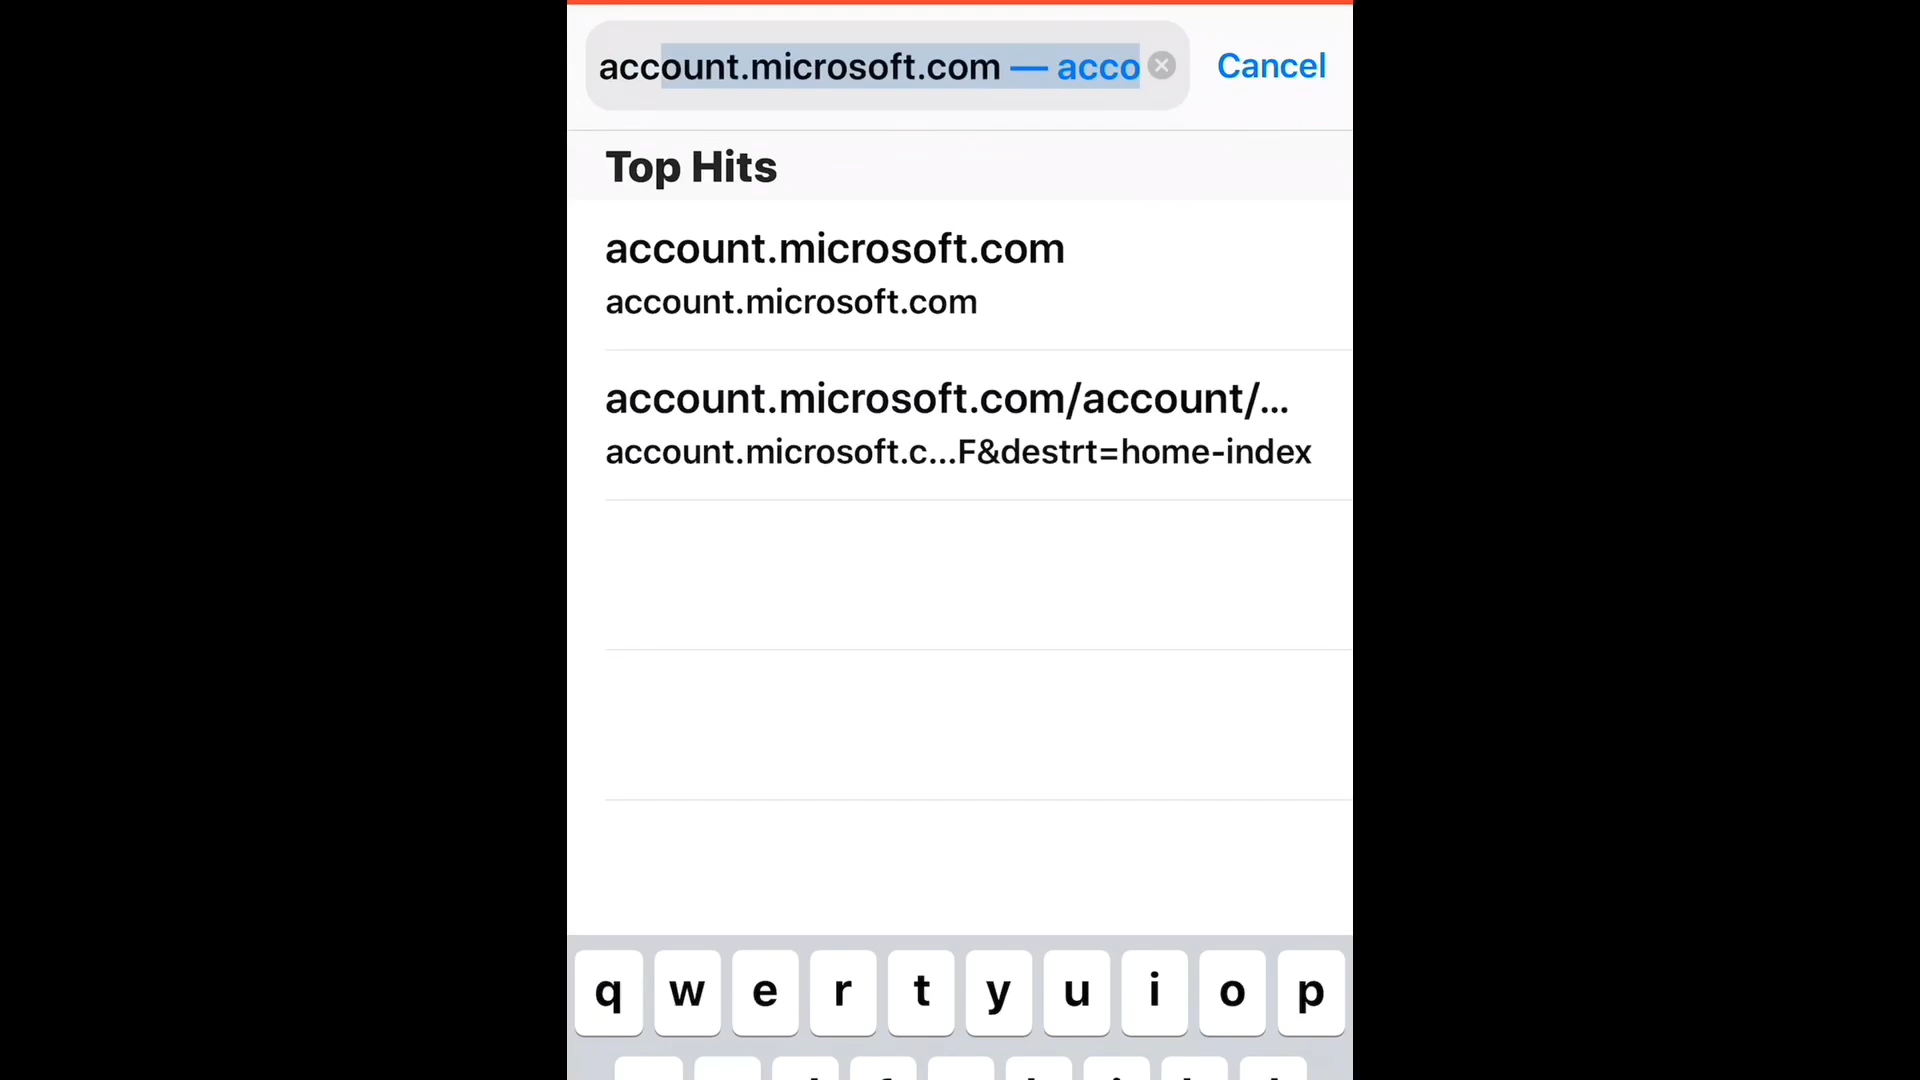 account.microsoft.com — acco
Cancel
Top Hits
account.microsoft.com
account.microsoft.com
account.microsoft.com/account/...
account.microsoft.c...F&destrt=home-index
q w e r t y u i o p